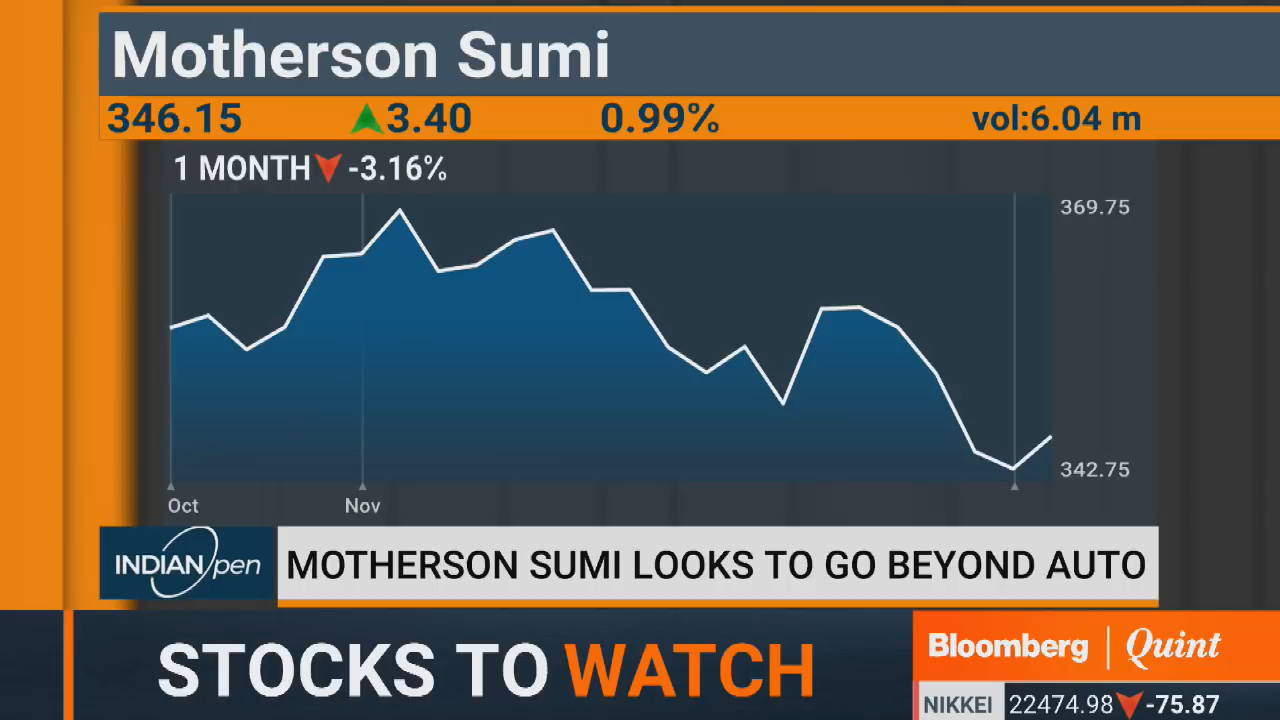 Motherson Sumi
346.15 ▲3.40 0.99% vol:6.04 m
1 MONTH▼-3.16%
369.75
342.75
Oct Nov
INDIAN Open MOTHERSON SUMI LOOKS TO GO BEYOND AUTO
STOCKS TO WATCH
Bloomberg | Quint
NIKKEI 22474.98▼-75.87